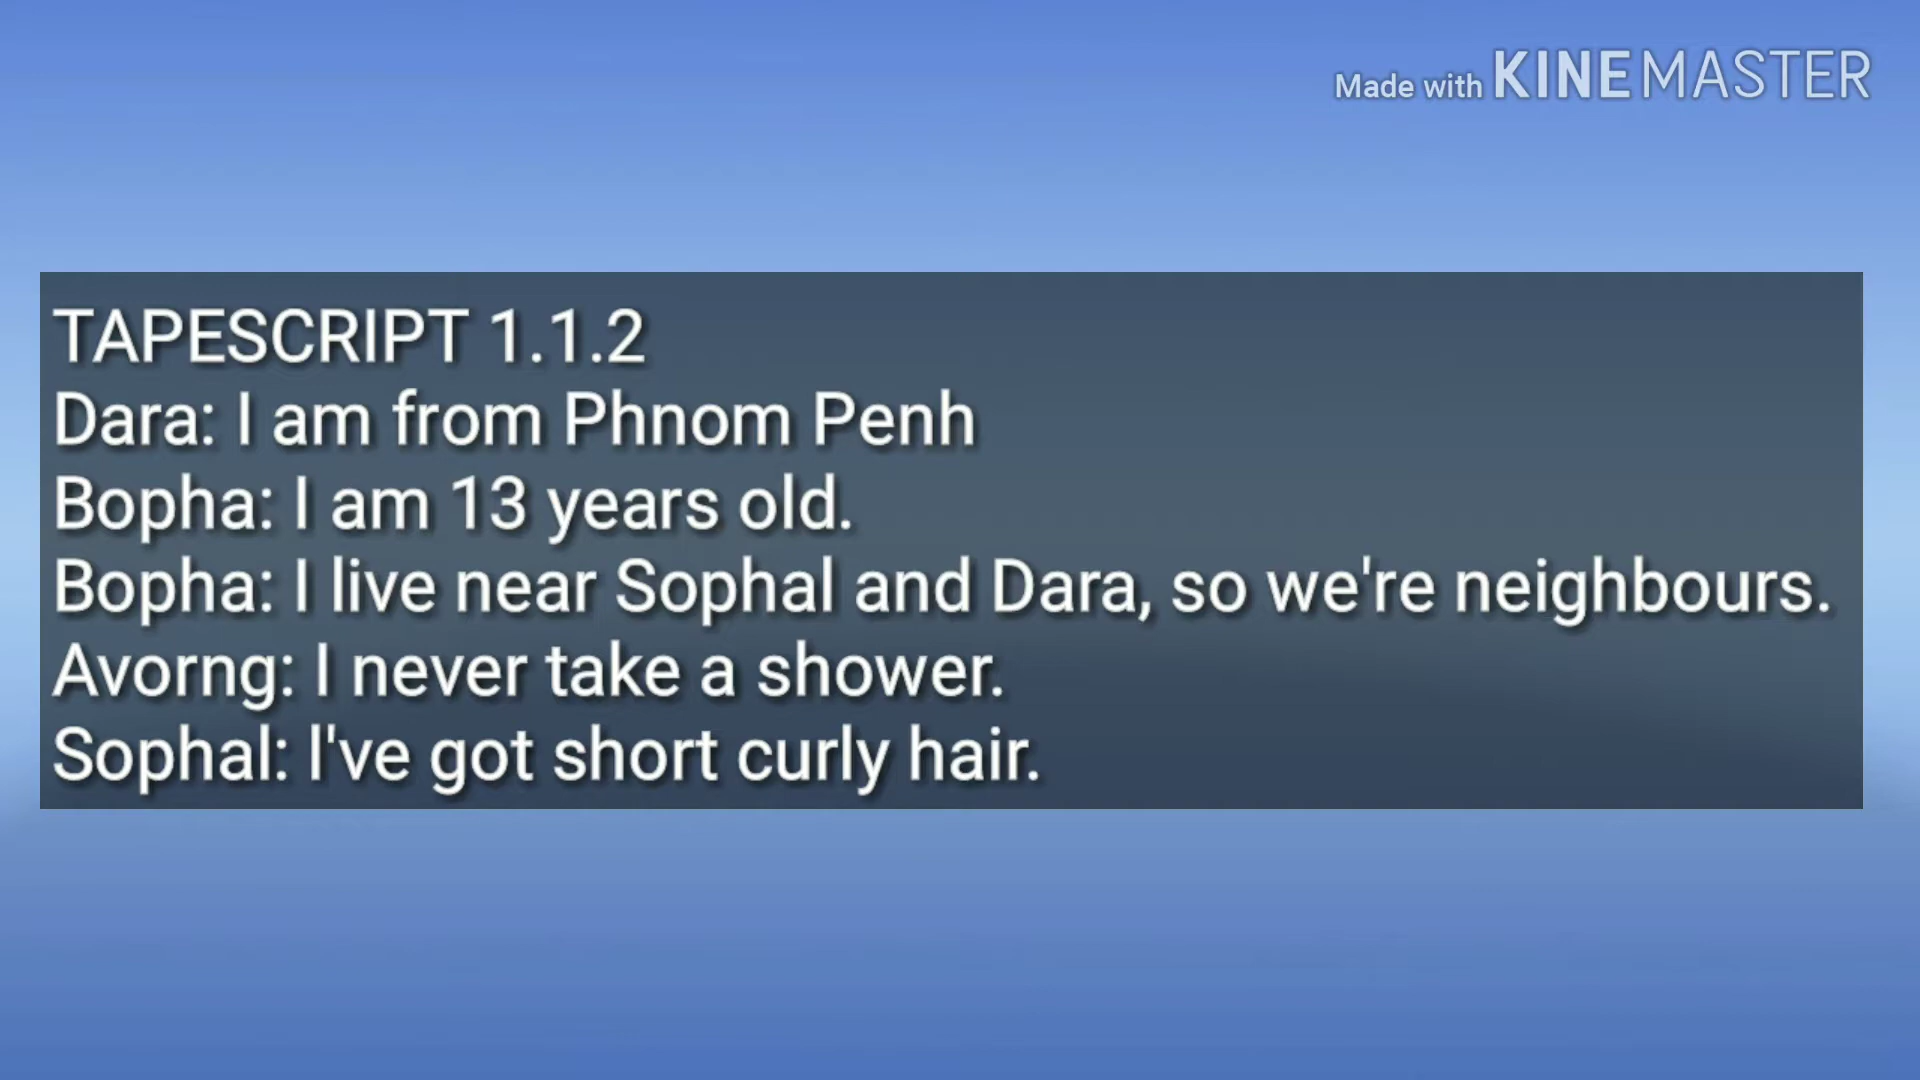 Made with KINEMASTER
TAPESCRIPT 1.1.2
Dara: I am from Phnom Penh
Bopha: I am 13 years old.
Bopha: I live near Sophal and Dara, so we're neighbours.
Avorng: I never take a shower.
Sophal: I've got short curly hair.